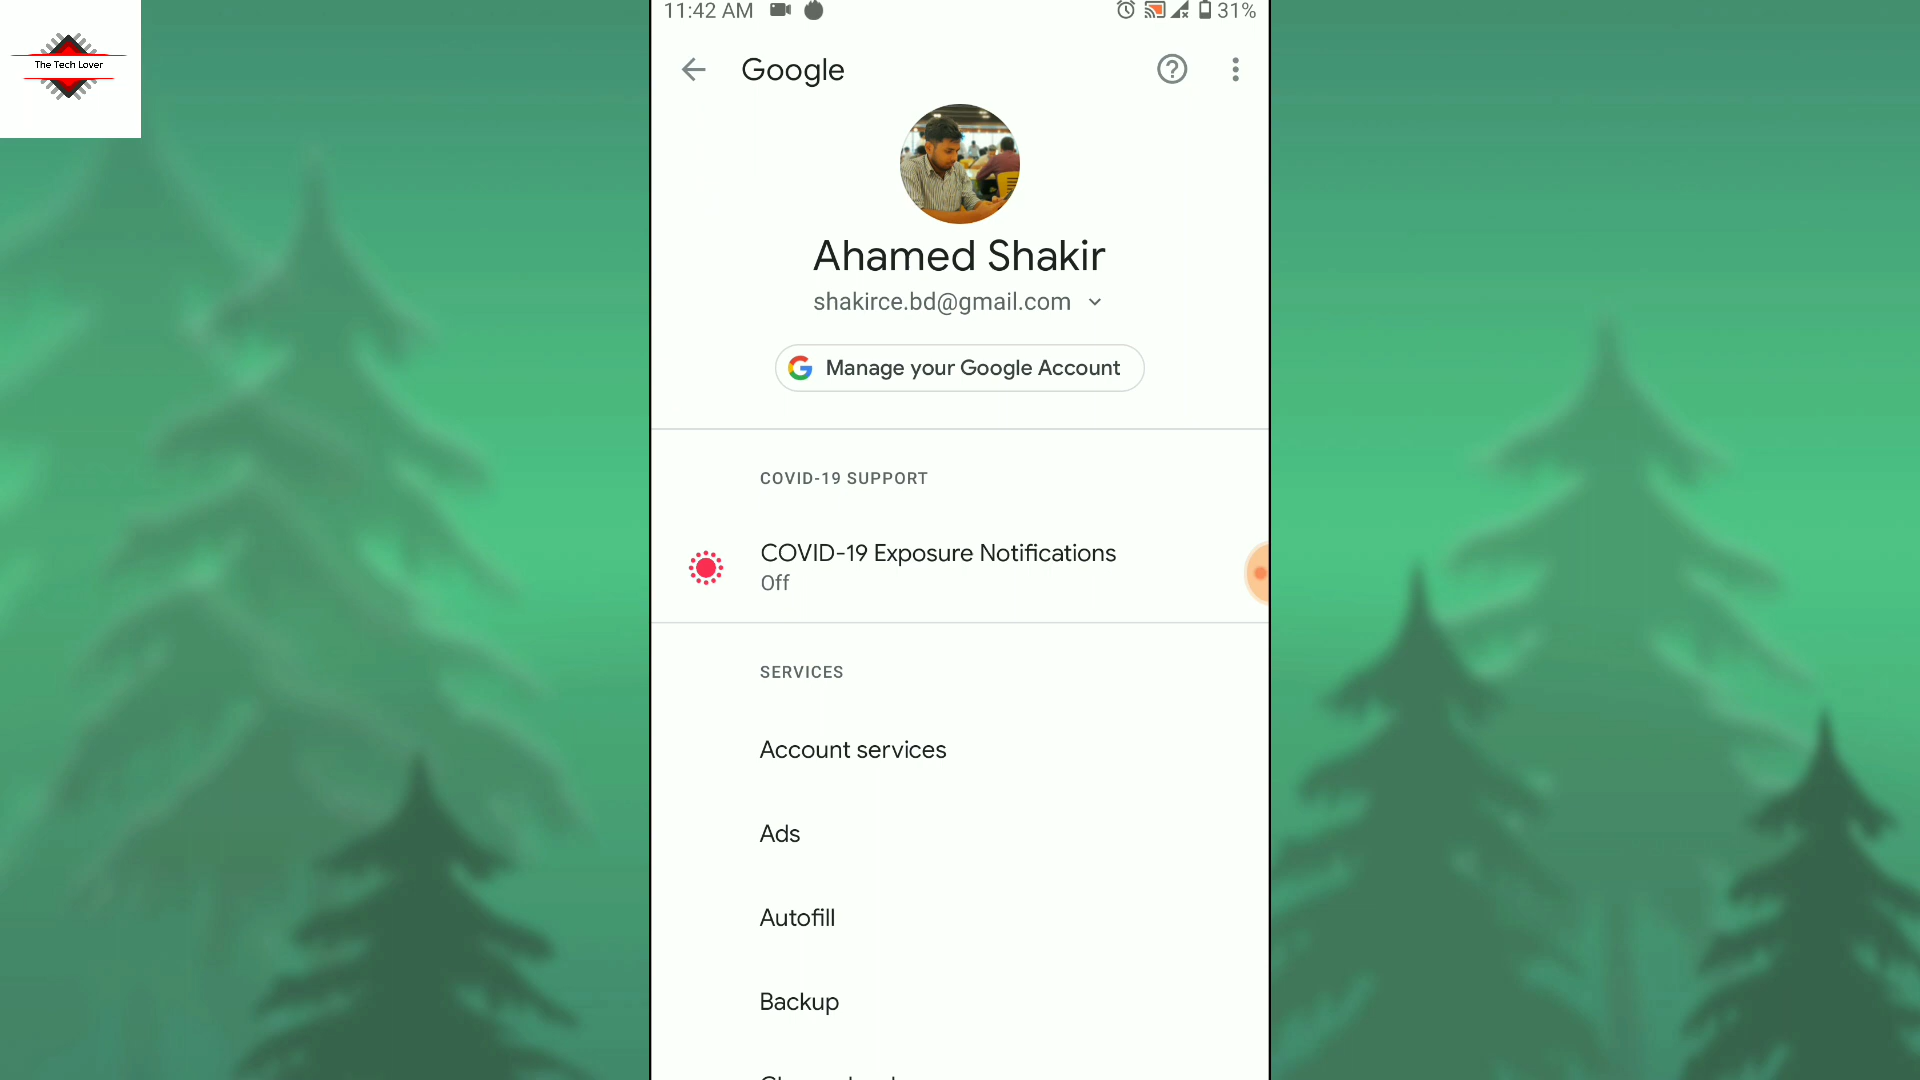 The Tech Lover
11:42 AM
31%
Google
Ahamed Shakir
shakirce.bd@gmail.com
Manage your Google Account
COVID-19 SUPPORT
COVID-19 Exposure Notifications
Off
SERVICES
Account services
Ads
Autofill
Backup